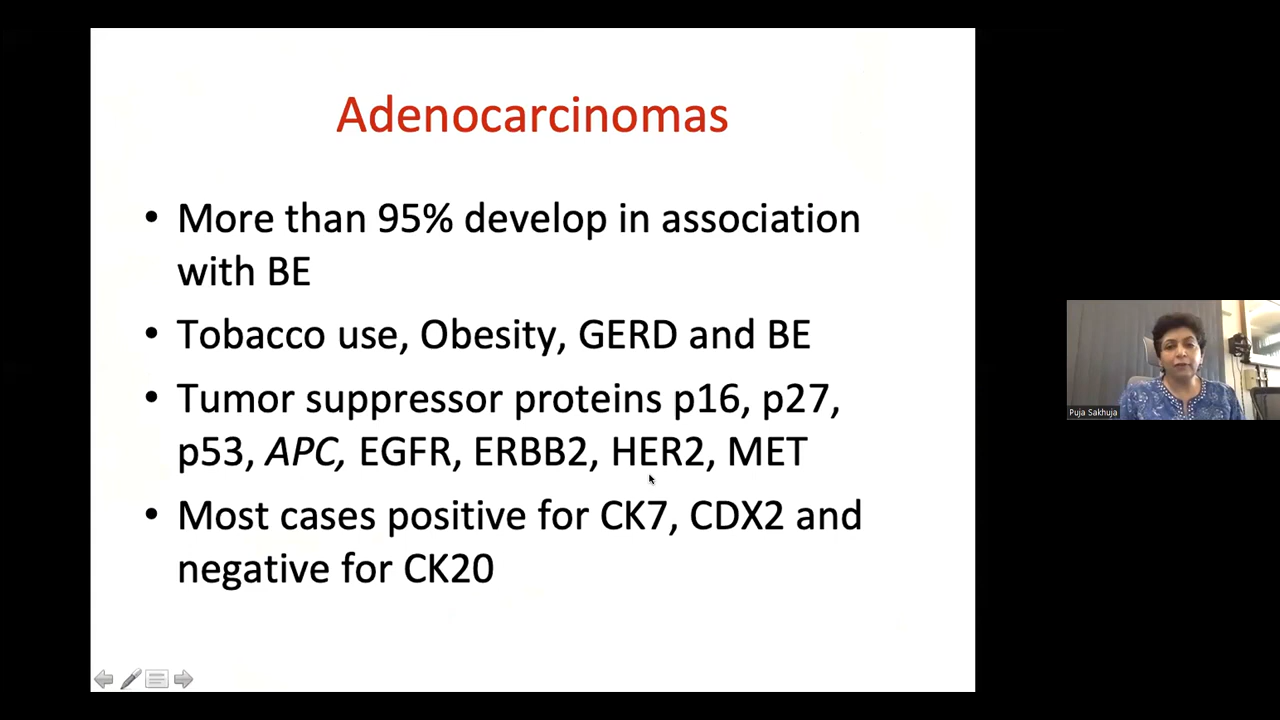 Adenocarcinomas
• More than 95% develop in association
with BE
• Tobacco use, Obesity, GERD and BE
• Tumor suppressor proteins p16, p27,
p53, APC, EGFR, ERBB2, HER2, MET
• Most cases positive for CK7, CDX2 and
negative for CK20
Puja Sakhuja